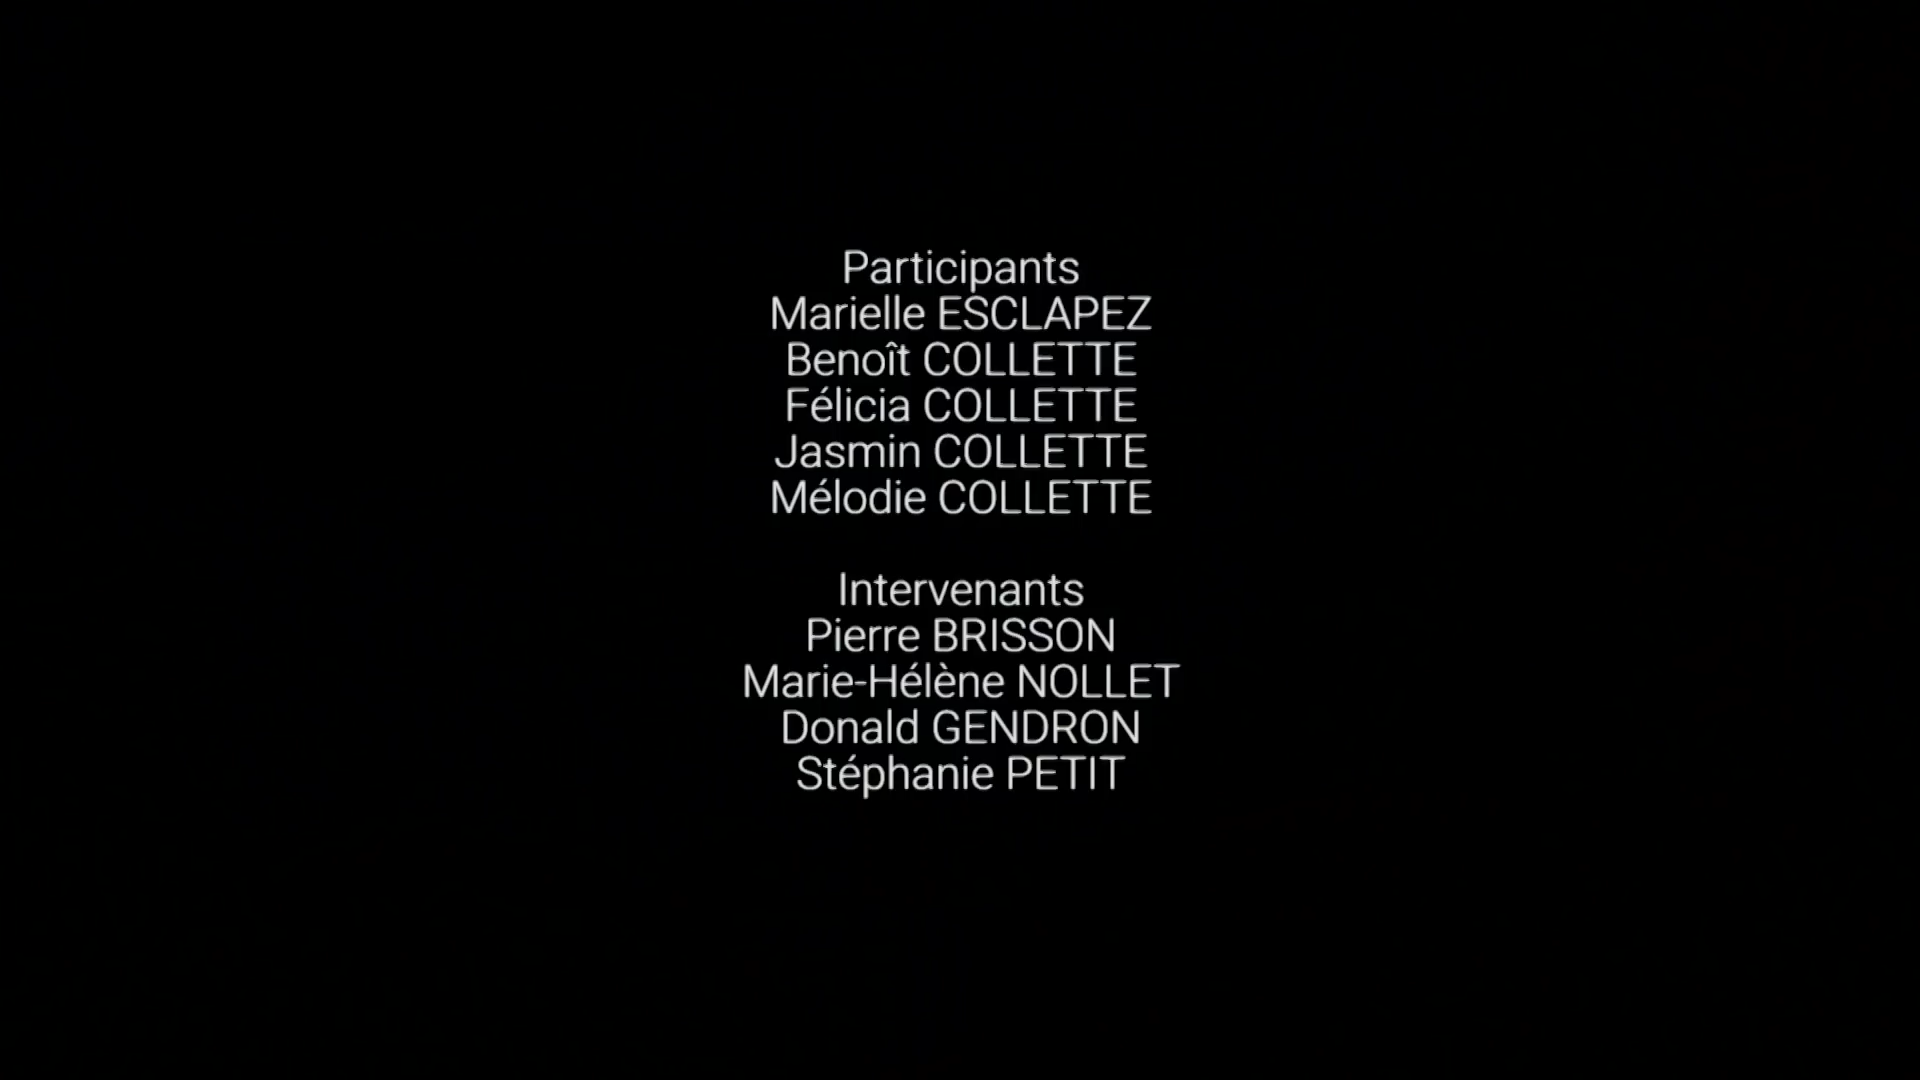 Participants
Marielle ESCLAPEZ
Benoît COLLETTE
Félicia COLLETTE
Jasmin COLLETTE
Mélodie COLLETTE
Intervenants
Pierre BRISSON
Marie-Hélène NOLLET
Donald GENDRON
Stéphanie PETIT